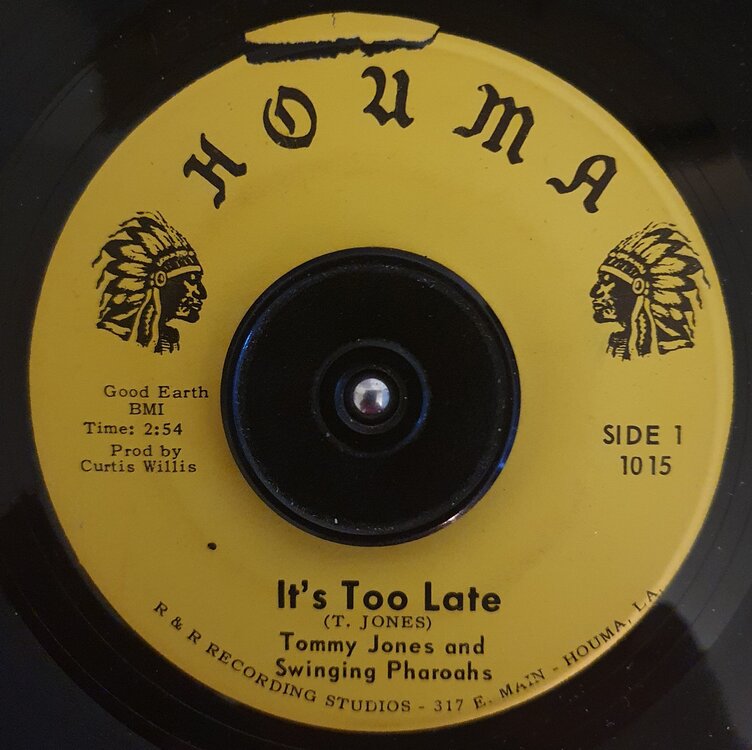 HOUMA
Good Earth
BMI
Time: 2:54
Prod by
Curtis Willis
SIDE 1
1015
It's Too Late
(T. JONES)
Tommy Jones and
Swinging Pharoahs
R & R RECORDING STUDIOS - 317 E. MAIN - HOUMA, LA.